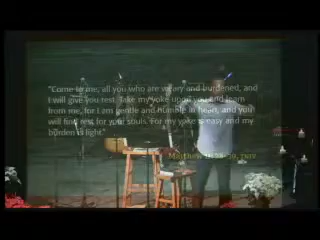 "Come to me, all you who are weary and burdened, and
I will give you rest. Take my yoke upon you and learn
from me, for I am gentle and humble in heart, and you
will find rest for your souls. For my yoke is easy and my
burden is light."
Matthew 11:28-30,